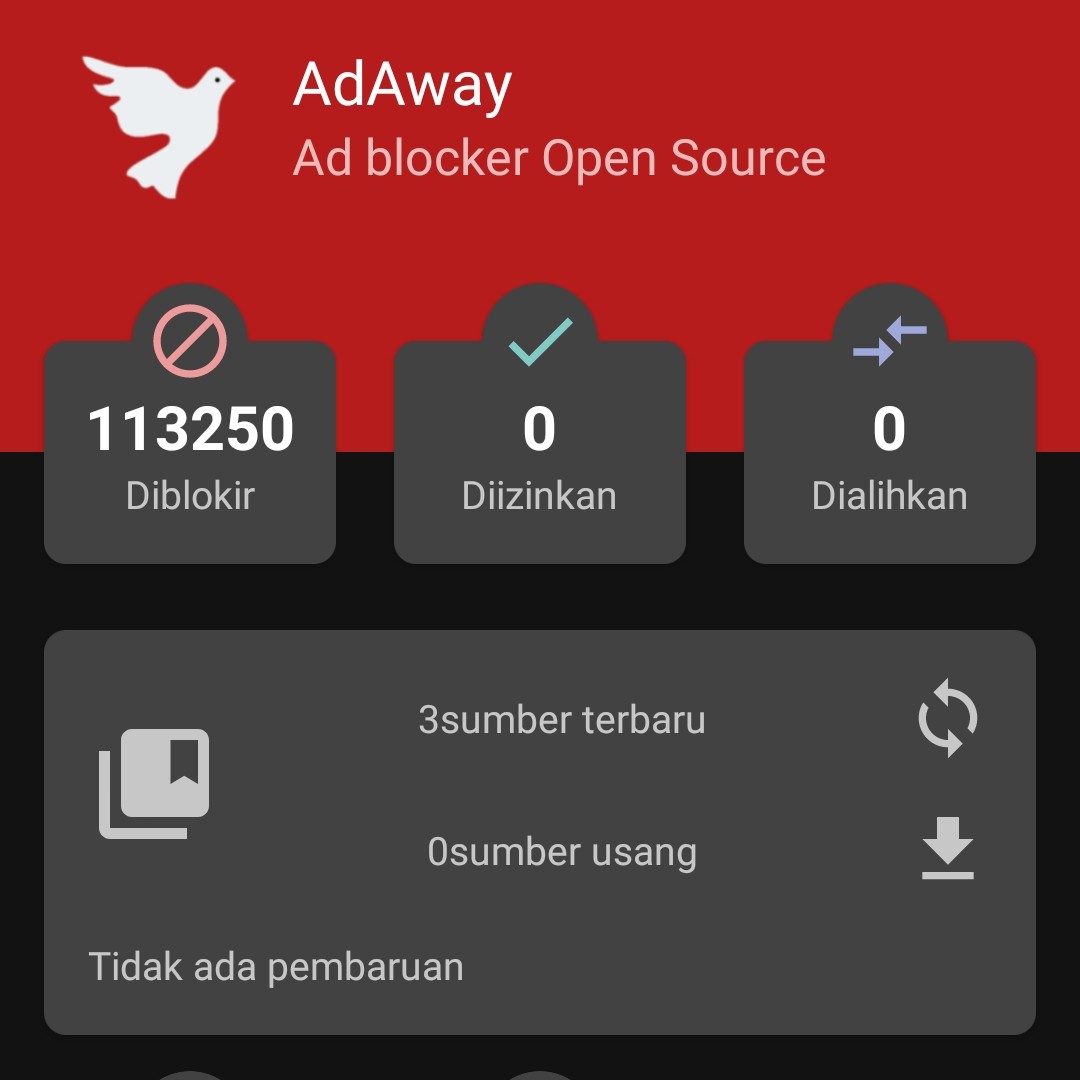 AdAway
Ad blocker Open Source
113250
Diblokir
0
Diizinkan
0
Dialihkan
3sumber terbaru
0sumber usang
Tidak ada pembaruan